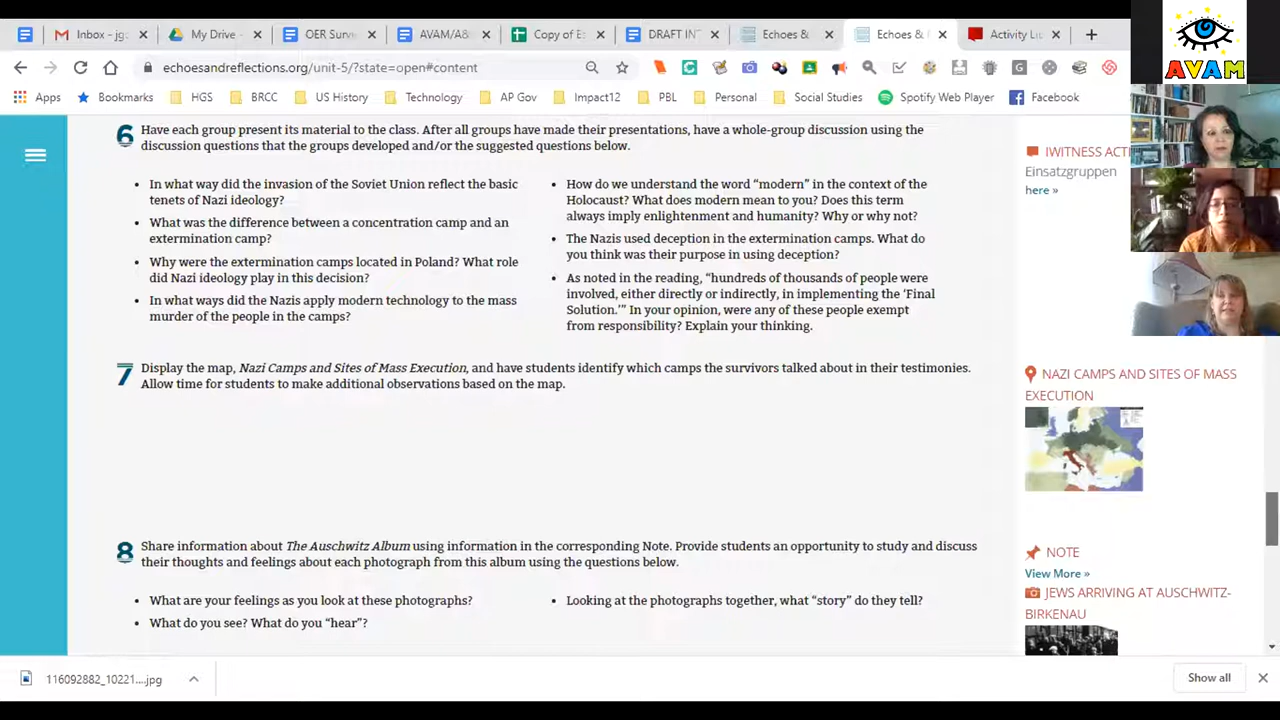 Inbox - jg
My Drive -
OER Surv
AVAM/A&
Copy of E
DRAFT IN
Echoes &
Echoes &
Activity Li
echoesandreflections.org/unit-5/?state=open#content
Apps
Bookmarks
HGS
BRCC
US History
Technology
AP Gov
Impact12
PBL
Personal
Social Studies
Spotify Web Player
Facebook
AVAM
6 Have each group present its material to the class. After all groups have made their presentations, have a whole-group discussion using the
discussion questions that the groups developed and/or the suggested questions below.
• In what way did the invasion of the Soviet Union reflect the basic
tenets of Nazi ideology?
• What was the difference between a concentration camp and an
extermination camp?
• Why were the extermination camps located in Poland? What role
did Nazi ideology play in this decision?
• In what ways did the Nazis apply modern technology to the mass
murder of the people in the camps?
• How do we understand the word “modern” in the context of the
Holocaust? What does modern mean to you? Does this term
always imply enlightenment and humanity? Why or why not?
• The Nazis used deception in the extermination camps. What do
you think was their purpose in using deception?
• As noted in the reading, “hundreds of thousands of people were
involved, either directly or indirectly, in implementing the ‘Final
Solution.’” In your opinion, were any of these people exempt
from responsibility? Explain your thinking.
7 Display the map, Nazi Camps and Sites of Mass Execution, and have students identify which camps the survivors talked about in their testimonies.
Allow time for students to make additional observations based on the map.
8 Share information about The Auschwitz Album using information in the corresponding Note. Provide students an opportunity to study and discuss
their thoughts and feelings about each photograph from this album using the questions below.
• What are your feelings as you look at these photographs?
• What do you see? What do you “hear”?
• Looking at the photographs together, what “story” do they tell?
IWITNESS ACTI
Einsatzgruppen
here »
NAZI CAMPS AND SITES OF MASS
EXECUTION
NOTE
View More »
JEWS ARRIVING AT AUSCHWITZ-
BIRKENAU
116092882_10221....jpg
Show all